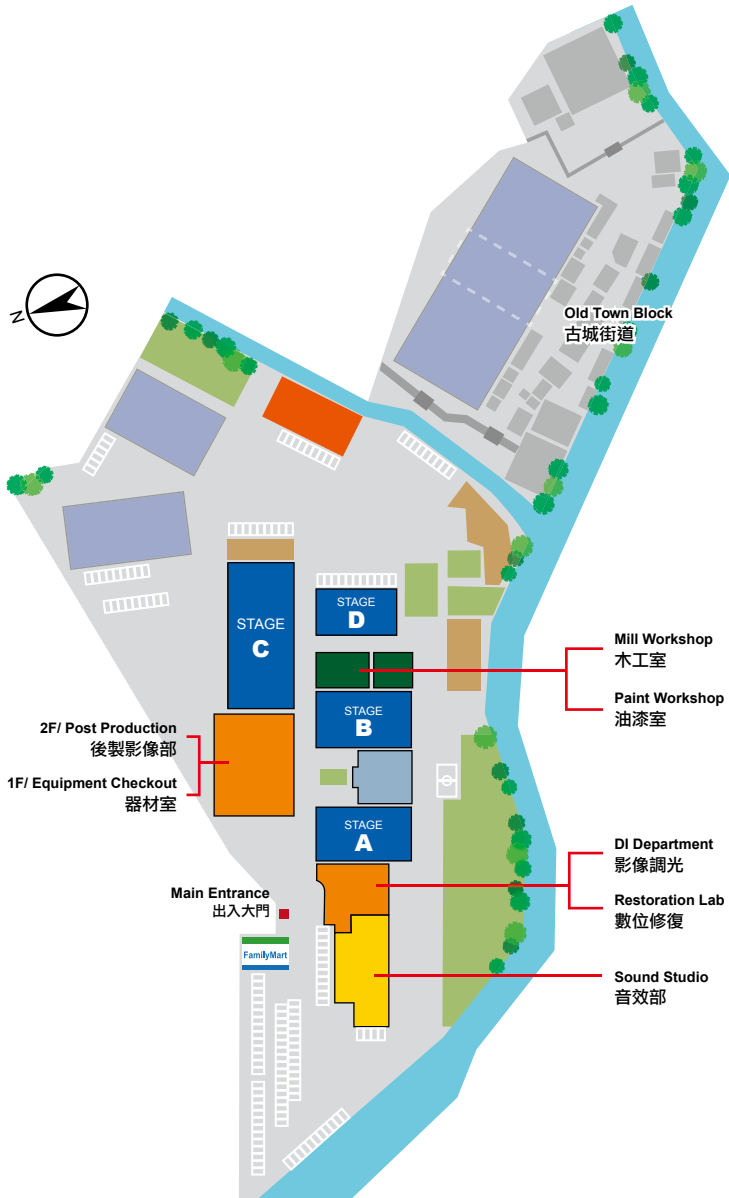 N
Old Town Block
古城街道
STAGE
C
STAGE
D
Mill Workshop
木工室
Paint Workshop
油漆室
STAGE
B
2F/ Post Production
後製影像部
1F/ Equipment Checkout
器材室
STAGE
A
DI Department
影像調光
Restoration Lab
數位修復
Main Entrance
出入大門
FamilyMart
Sound Studio
音效部